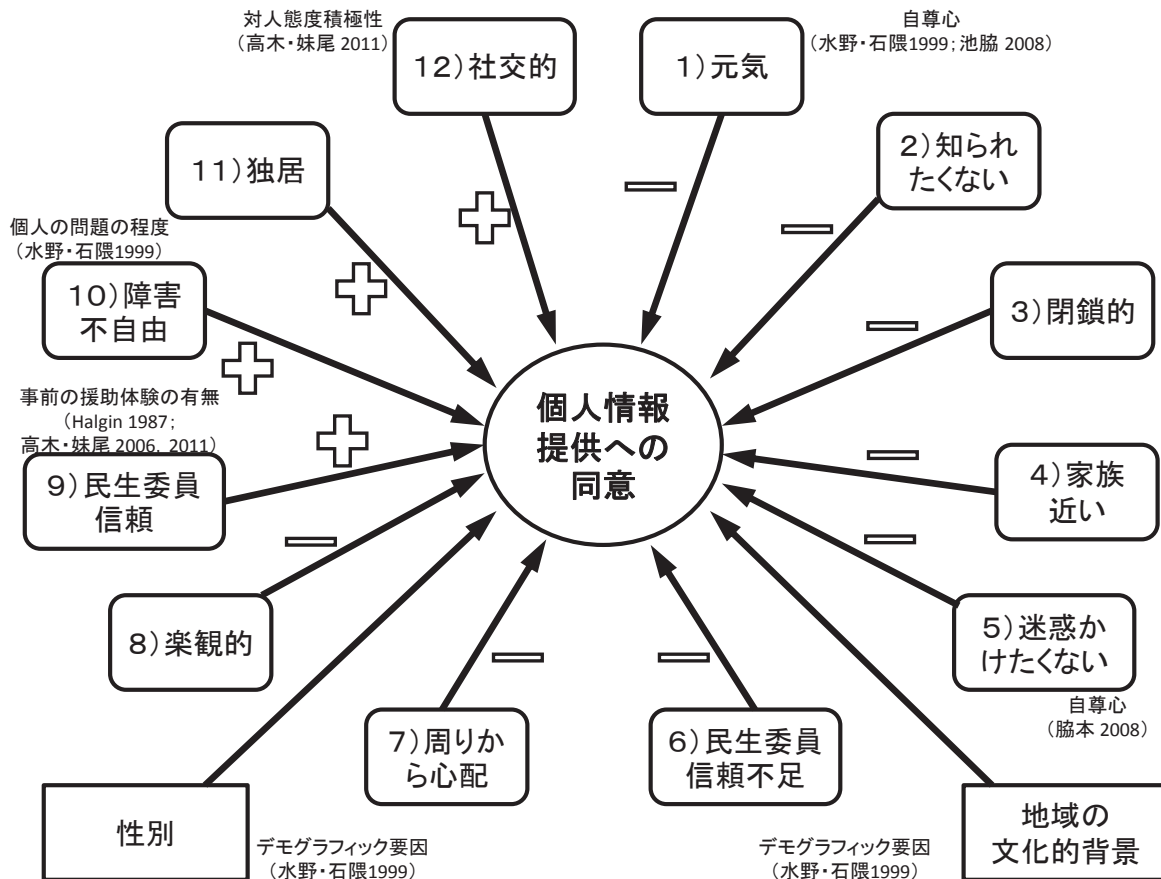 対人態度積極性
（高木・妹尾 2011）
12）社交的
自尊心
（水野・石隈1999；池脇 2008）
1）元気
2）知られ
たくない
11）独居
3）閉鎖的
個人の問題の程度
（水野・石隈1999）
10）障害
不自由
個人情報
提供への
同意
4）家族
近い
事前の援助体験の有無
（Halgin 1987；
高木・妹尾 2006, 2011）
9）民生委員
信頼
5）迷惑か
けたくない
自尊心
（脇本 2008）
8）楽観的
7）周りか
ら心配
6）民生委員
信頼不足
性別
デモグラフィック要因
（水野・石隈1999）
デモグラフィック要因
（水野・石隈1999）
地域の
文化的背景